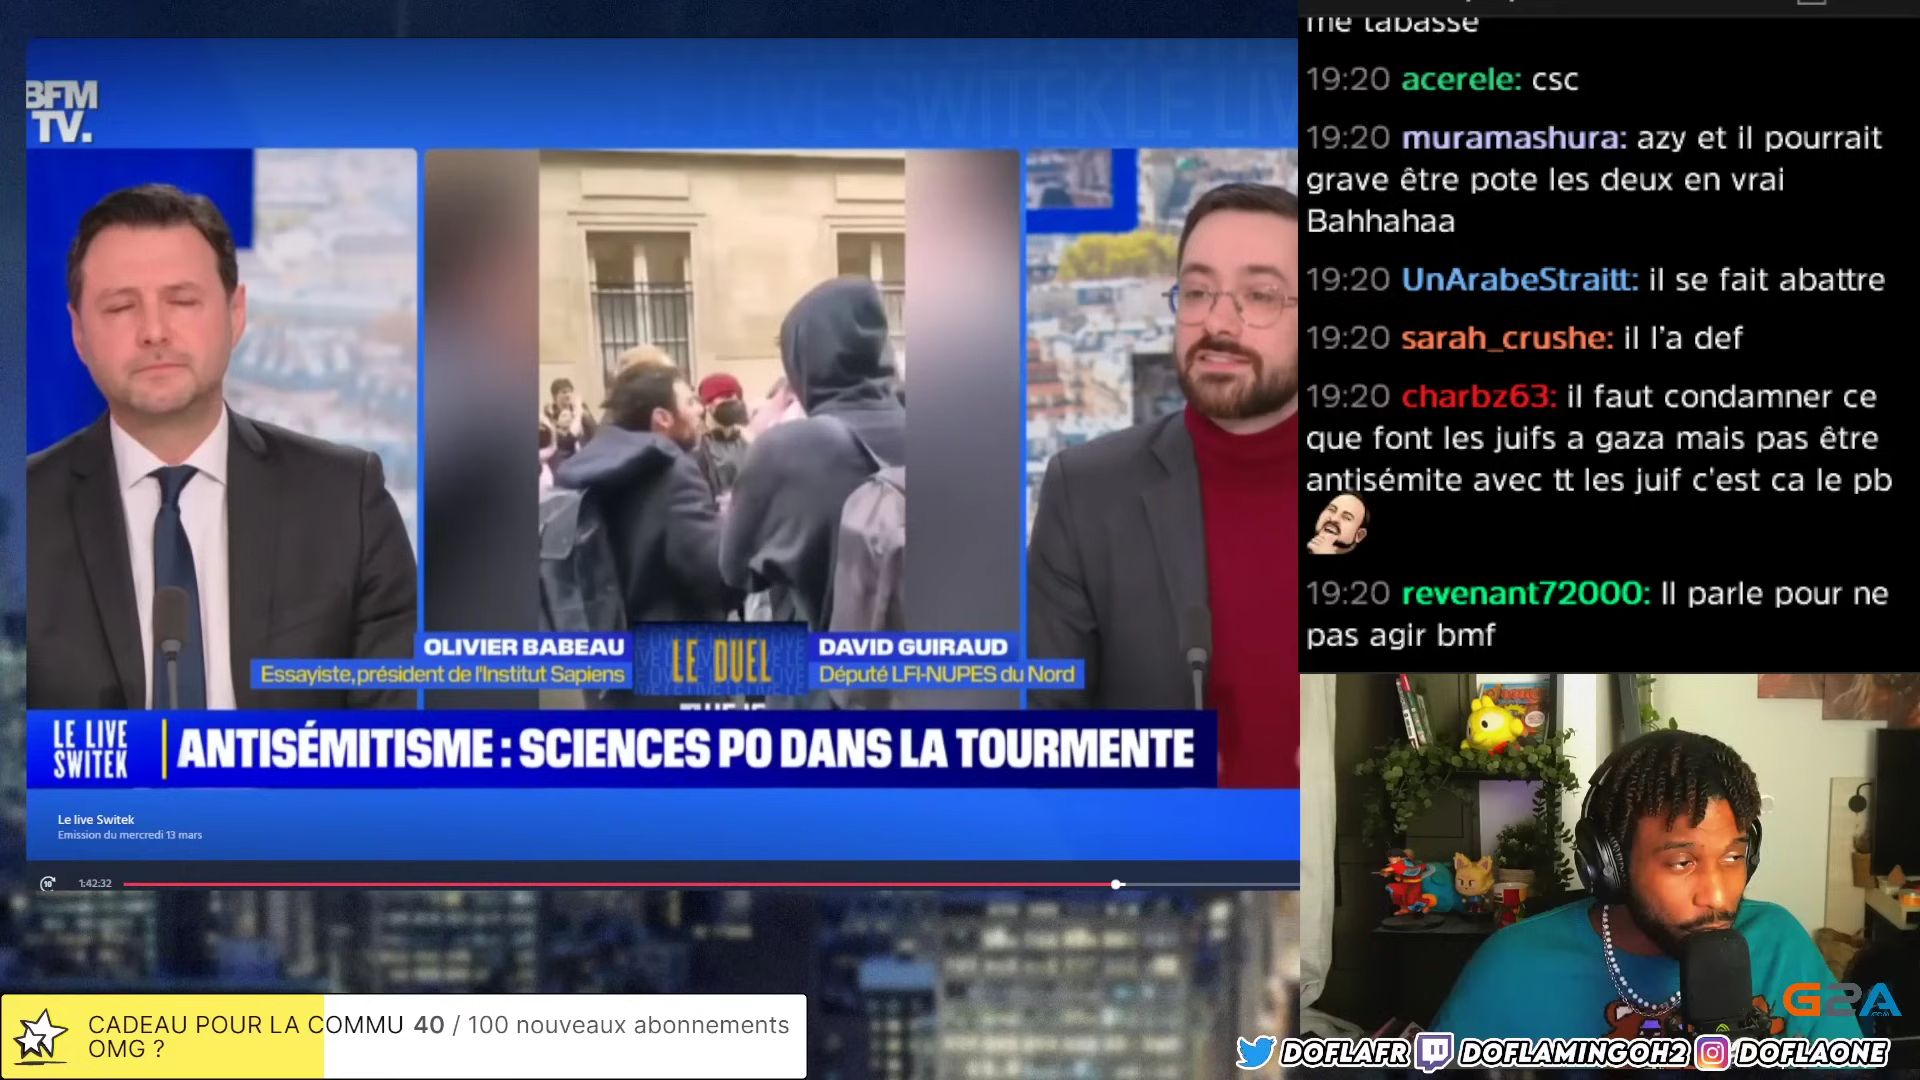 BFM
TV.
OLIVIER BABEAU
Essayiste, président de l'Institut Sapiens
LE DUEL
DAVID GUIRAUD
Député LFI-NUPES du Nord
LE LIVE
SWITEK
ANTISÉMITISME : SCIENCES PO DANS LA TOURMENTE
Le live Switek
Emission du mercredi 13 mars
10
1:42:32
CADEAU POUR LA COMMU 40 / 100 nouveaux abonnements
OMG ?
me tabasse
19:20 acerele: csc
19:20 muramashura: azy et il pourrait
grave être pote les deux en vrai
Bahhahaa
19:20 UnArabeStraitt: il se fait abattre
19:20 sarah_crushe: il l'a def
19:20 charbz63: il faut condamner ce
que font les juifs a gaza mais pas être
antisémite avec tt les juif c'est ca le pb
19:20 revenant72000: Il parle pour ne
pas agir bmf
G2A
.COM
DOFLAFR DOFLAMINGOH2 DOFLAONE